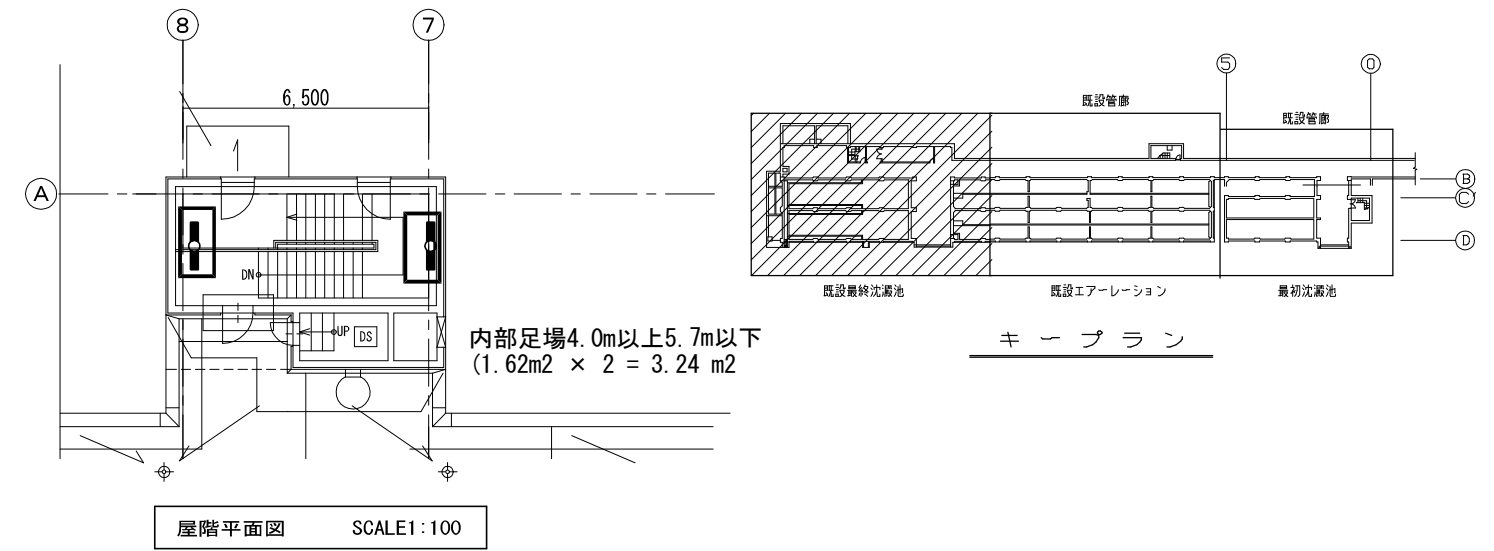 8
7
6,500
A
DN
UP
DS
内部足場4.0m以上5.7m以下
(1.62m2 × 2 = 3.24 m2
屋階平面図 SCALE1:100
5
0
既設管廊
既設管廊
B
C'
D
既設最終沈澱池
既設エアーレーション
最初沈澱池
キープラン